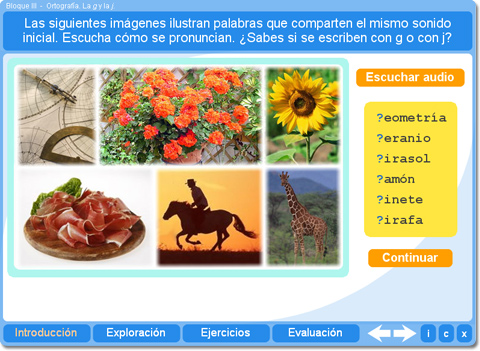 Bloque III - Ortografía. La g y la j.
Las siguientes imágenes ilustran palabras que comparten el mismo sonido
inicial. Escucha cómo se pronuncian. ¿Sabes si se escriben con g o con j?
Escuchar audio
?eometría
?eranio
?irasol
?amón
?inete
?irafa
Continuar
Introducción
Exploración
Ejercicios
Evaluación
i
c
x